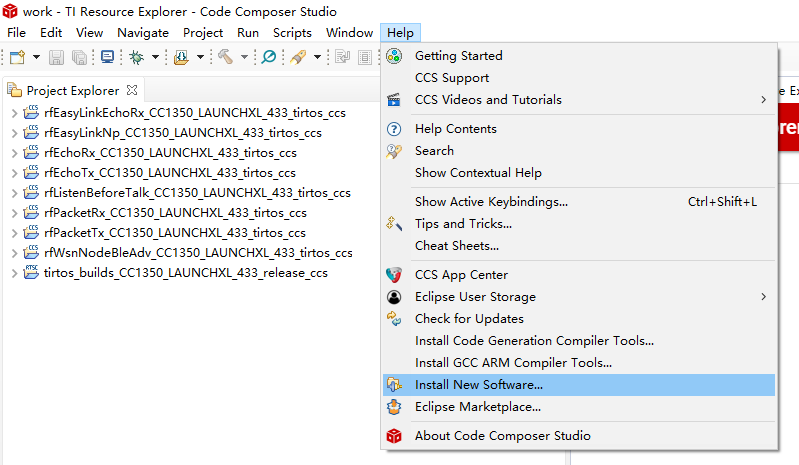 work - TI Resource Explorer - Code Composer Studio
File Edit View Navigate Project Run Scripts Window Help
Project Explorer
rfEasyLinkEchoRx_CC1350_LAUNCHXL_433_tirtos_ccs
rfEasyLinkNp_CC1350_LAUNCHXL_433_tirtos_ccs
rfEchoRx_CC1350_LAUNCHXL_433_tirtos_ccs
rfEchoTx_CC1350_LAUNCHXL_433_tirtos_ccs
rfListenBeforeTalk_CC1350_LAUNCHXL_433_tirtos_ccs
rfPacketRx_CC1350_LAUNCHXL_433_tirtos_ccs
rfPacketTx_CC1350_LAUNCHXL_433_tirtos_ccs
rfWsnNodeBleAdv_CC1350_LAUNCHXL_433_tirtos_ccs
tirtos_builds_CC1350_LAUNCHXL_433_release_ccs
Getting Started
CCS Support
CCS Videos and Tutorials
Help Contents
Search
Show Contextual Help
Show Active Keybindings... Ctrl+Shift+L
Tips and Tricks...
Cheat Sheets...
CCS App Center
Eclipse User Storage
Check for Updates
Install Code Generation Compiler Tools...
Install GCC ARM Compiler Tools...
Install New Software...
Eclipse Marketplace...
About Code Composer Studio